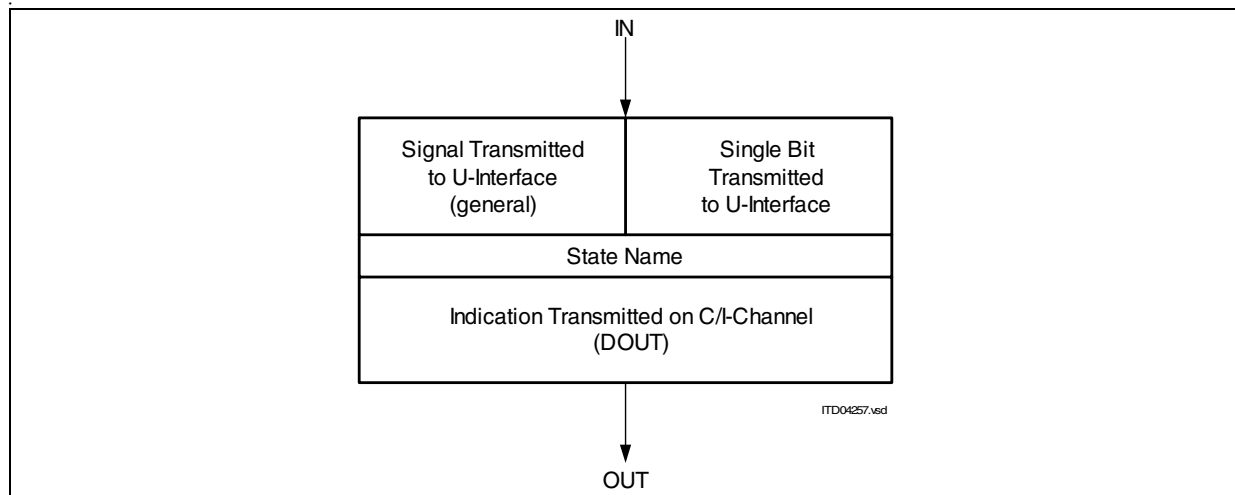 IN
Signal Transmitted
to U-Interface
(general)
Single Bit
Transmitted
to U-Interface
State Name
Indication Transmitted on C/I-Channel
(DOUT)
ITD04257.vsd
OUT